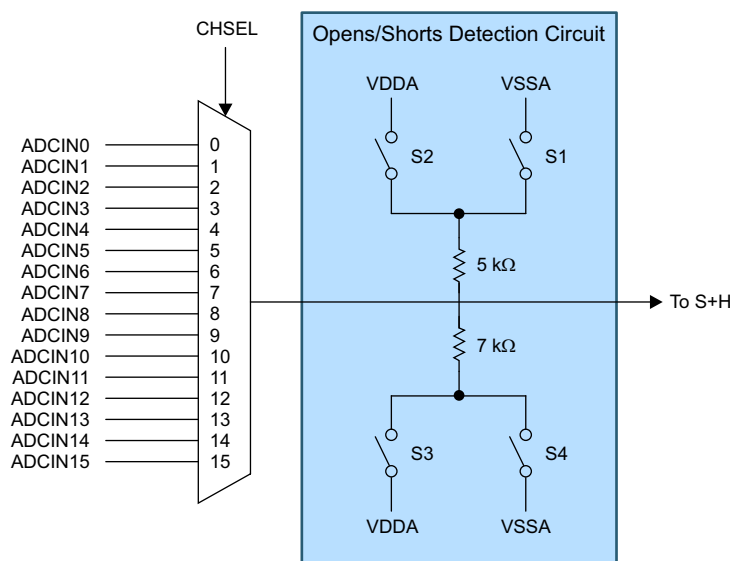 CHSEL
Opens/Shorts Detection Circuit
VDDA
VSSA
S2
S1
5 kΩ
7 kΩ
S3
S4
VDDA
VSSA
To S+H
ADCIN0 0
ADCIN1 1
ADCIN2 2
ADCIN3 3
ADCIN4 4
ADCIN5 5
ADCIN6 6
ADCIN7 7
ADCIN8 8
ADCIN9 9
ADCIN10 10
ADCIN11 11
ADCIN12 12
ADCIN13 13
ADCIN14 14
ADCIN15 15